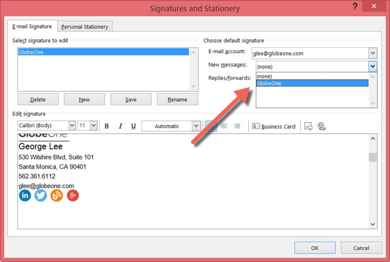 Signatures and Stationery
E-mail Signature
Personal Stationery
Select signature to edit
GlobeOne
Delete
New
Save
Rename
Choose default signature
E-mail account:
glee@globeone.com
New messages:
(none)
Replies/forwards:
(none)
GlobeOne
Edit signature
Calibri (Body)
11
B
I
U
Automatic
Business Card
GlobeOne
George Lee
530 Wilshire Blvd, Suite 101
Santa Monica, CA 90401
562.361.6112
glee@globeone.com
OK
Cancel